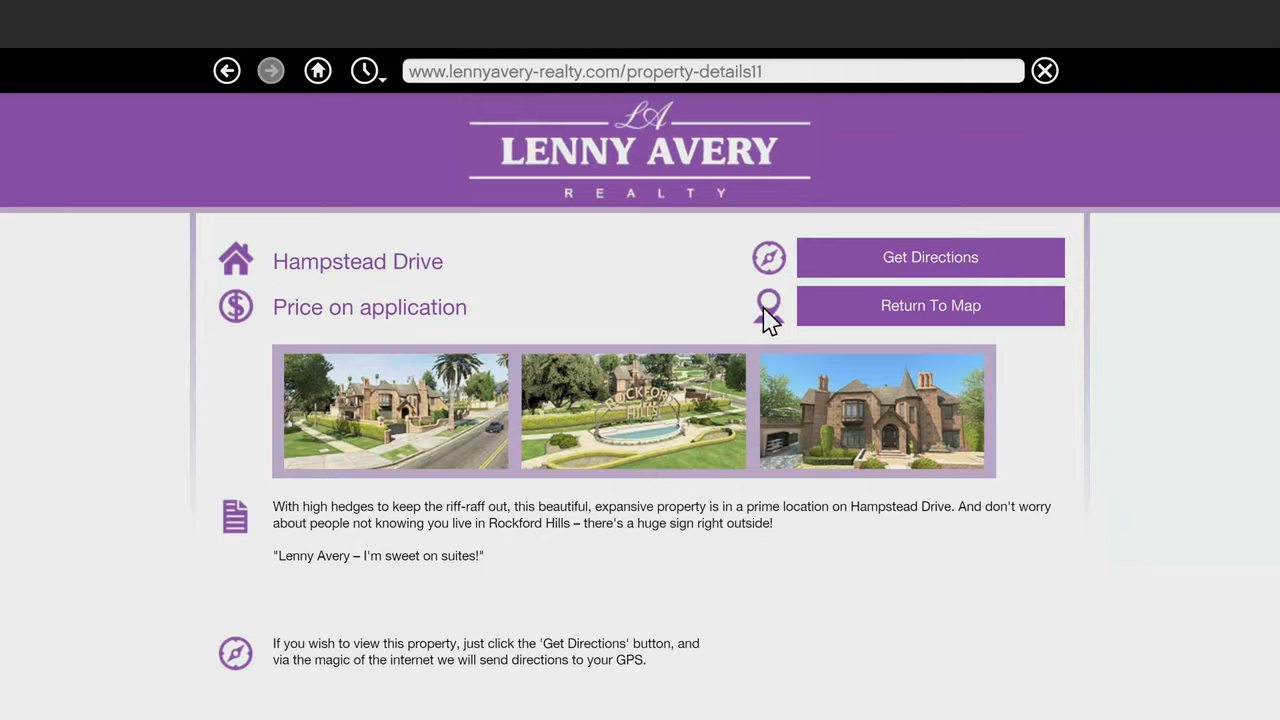 www.lennyavery-realty.com/property-details11
LA
LENNY AVERY
REALTY
Hampstead Drive
Get Directions
Price on application
Return To Map
ROCKFORD
HILLS
With high hedges to keep the riff-raff out, this beautiful, expansive property is in a prime location on Hampstead Drive. And don't worry
about people not knowing you live in Rockford Hills – there's a huge sign right outside!
"Lenny Avery – I'm sweet on suites!"
If you wish to view this property, just click the 'Get Directions' button, and
via the magic of the internet we will send directions to your GPS.